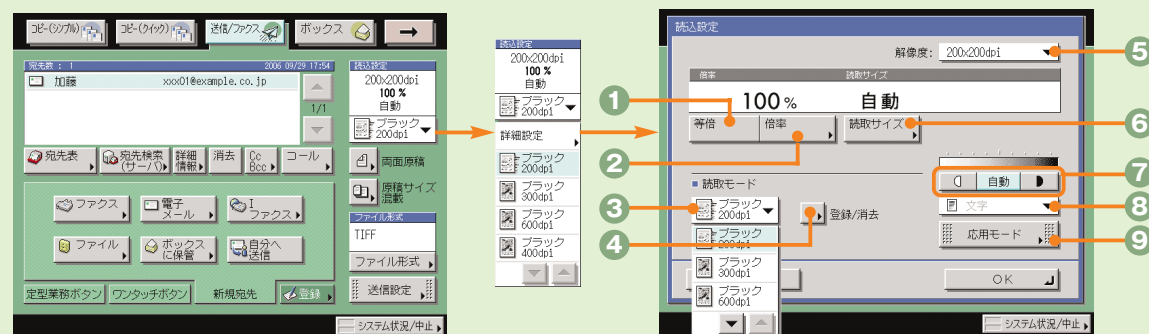 コピー(シンプル)
コピー(クイック)
送信/ファクス
ボックス
宛先数 : 1
2006 09/29 17:54
加藤
xxx01@example.co.jp
1/1
宛先表
宛先検索
(サーバ)
詳細
情報
消去
Cc
Bcc
コール
ファクス
電子
メール
I
ファクス
ファイル
ボックス
に保管
自分へ
送信
定型業務ボタン
ワンタッチボタン
新規宛先
登録
読込設定
200x200dpi
100 %
自動
ブラック
200dpi
両面原稿
原稿サイズ
混載
ファイル形式
TIFF
ファイル形式
送信設定
システム状況/中止
読込設定
200x200dpi
100 %
自動
ブラック
200dpi
詳細設定
ブラック
200dpi
ブラック
300dpi
ブラック
600dpi
ブラック
400dpi
読込設定
解像度:
200x200dpi
倍率
読取サイズ
100 %
自動
等倍
倍率
読取サイズ
読取モード
ブラック
200dpi
登録/消去
ブラック
200dpi
ブラック
300dpi
ブラック
600dpi
自動
文字
応用モード
OK
システム状況/中止
1
2
3
4
5
6
7
8
9